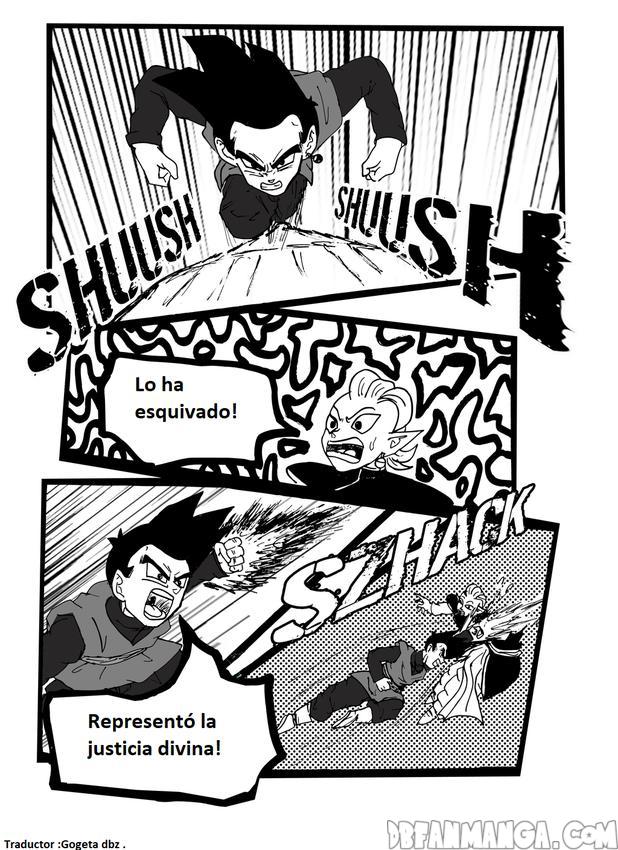 SHUUSH
SHUUSH
Lo ha
esquivado!
SZHACK
Representó la
justicia divina!
DBFANMANGA.COM
Traductor :Gogeta dbz .